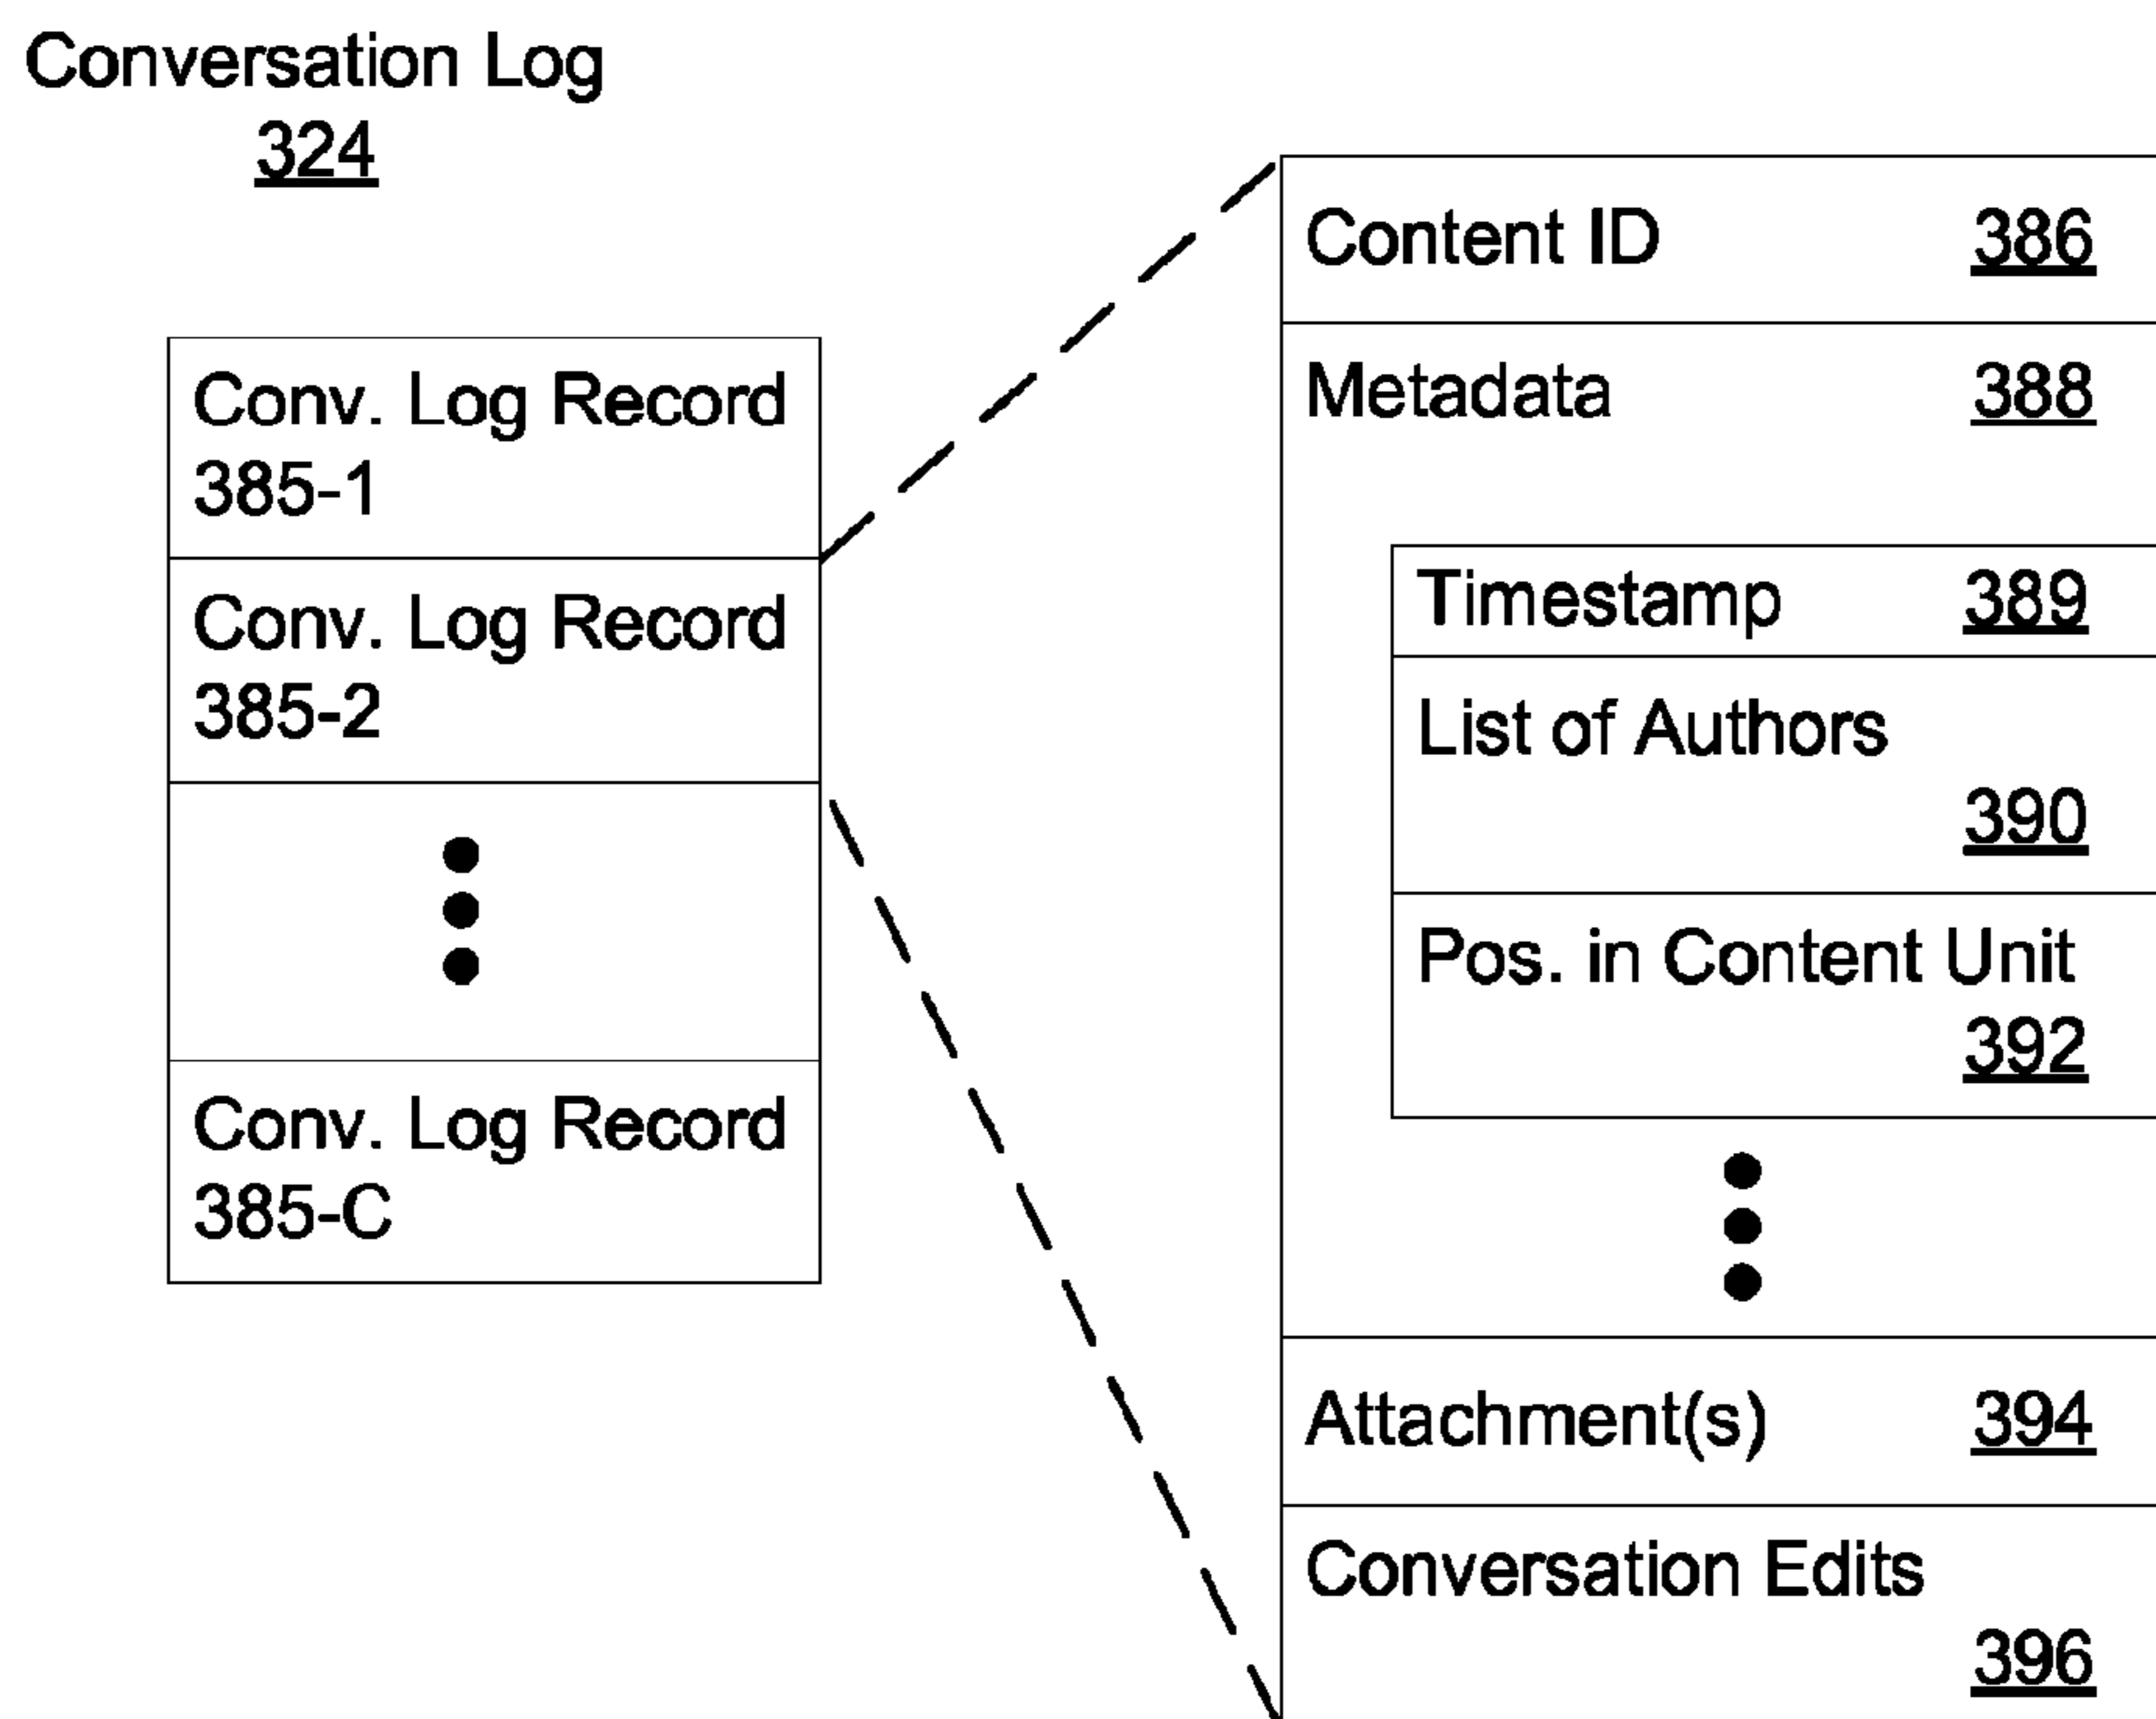 Conversation Log
324
Conv. Log Record
385-1
Conv. Log Record
385-2
Conv. Log Record
385-C
Content ID 386
Metadata 388
Timestamp 389
List of Authors
390
Pos. in Content Unit
392
Attachment(s) 394
Conversation Edits
396